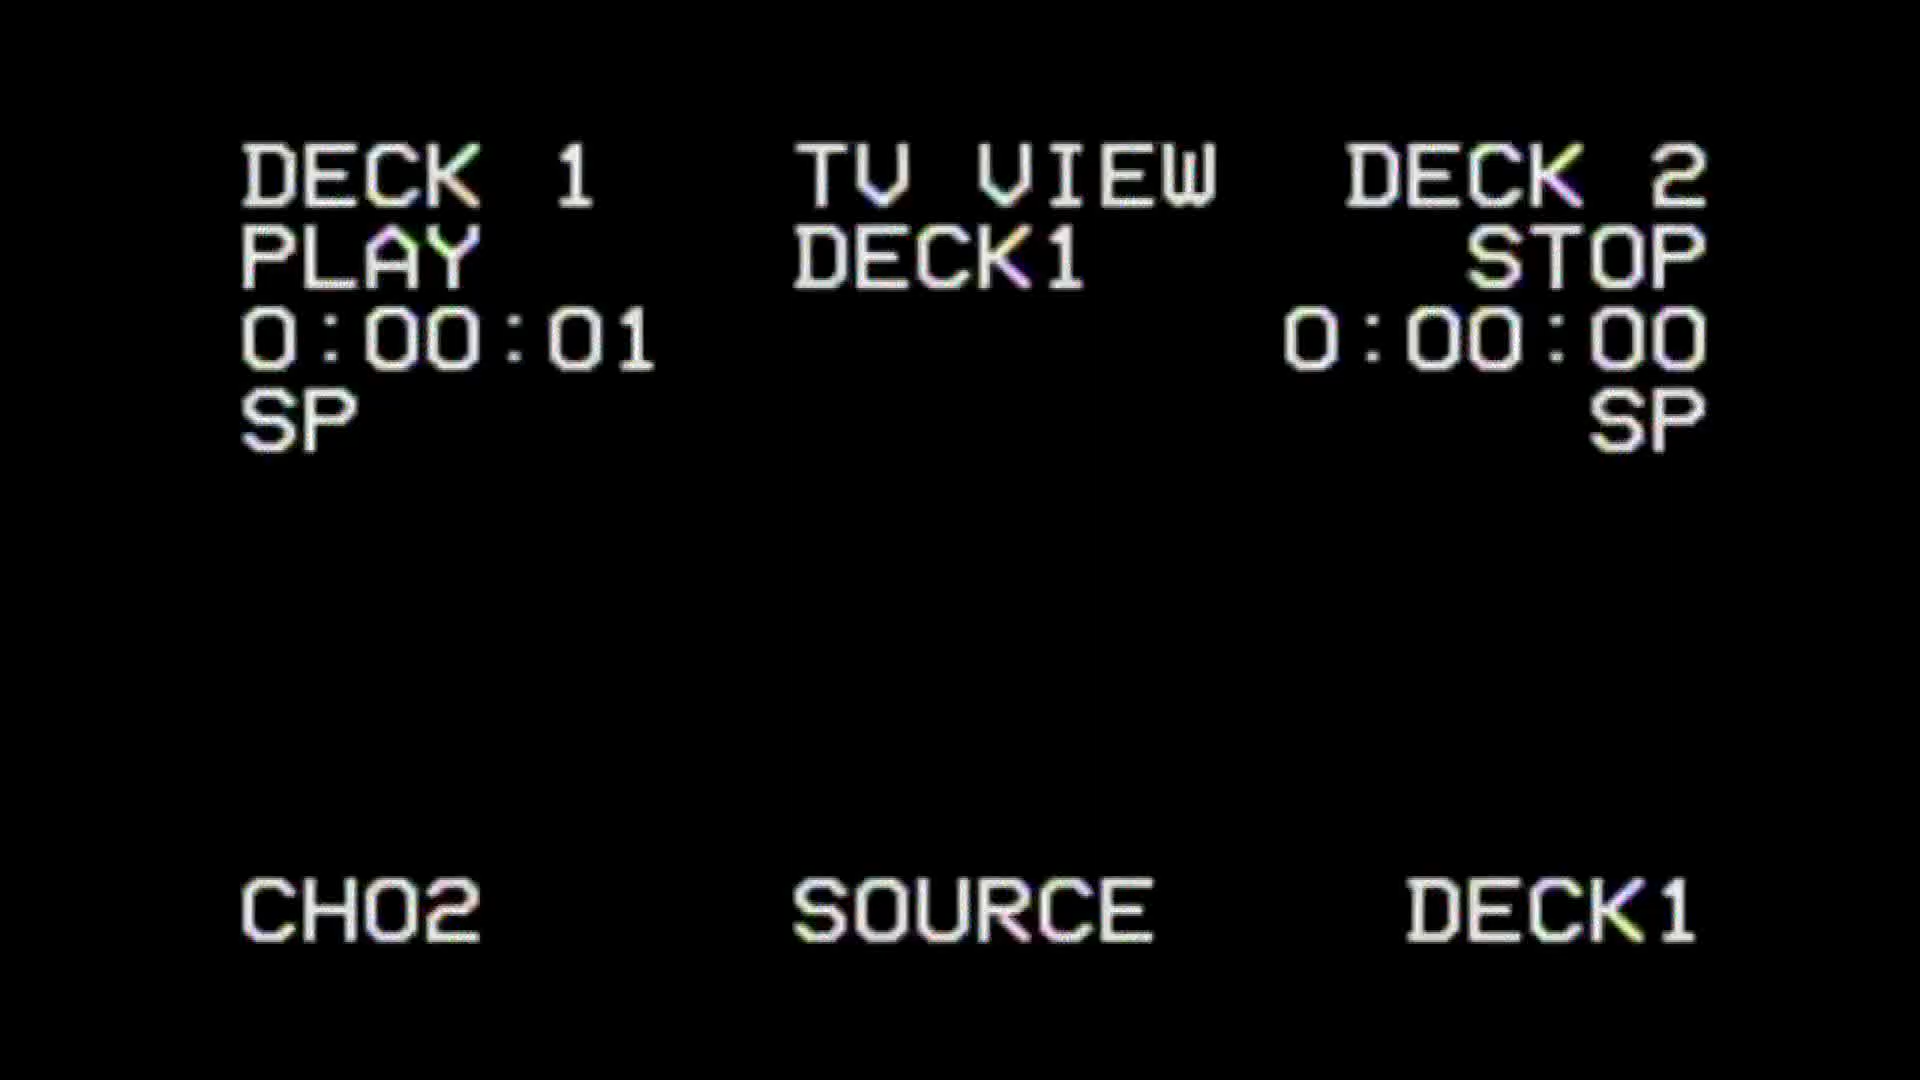 DECK 1 TV VIEW DECK 2
PLAY DECK1 STOP
0:00:01 0:00:00
SP SP
CH02 SOURCE DECK1